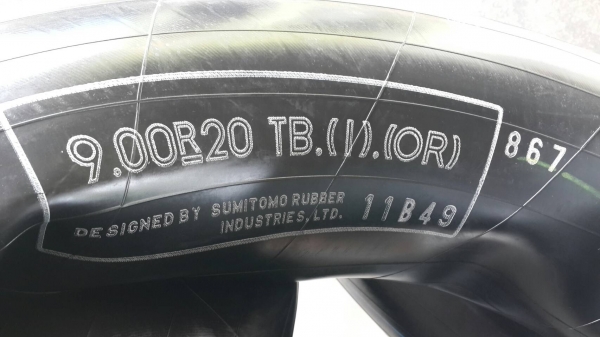 9.00R20 TB.(I).(OR)
867
DESIGNED BY SUMITOMO RUBBER
INDUSTRIES, LTD.
11B49